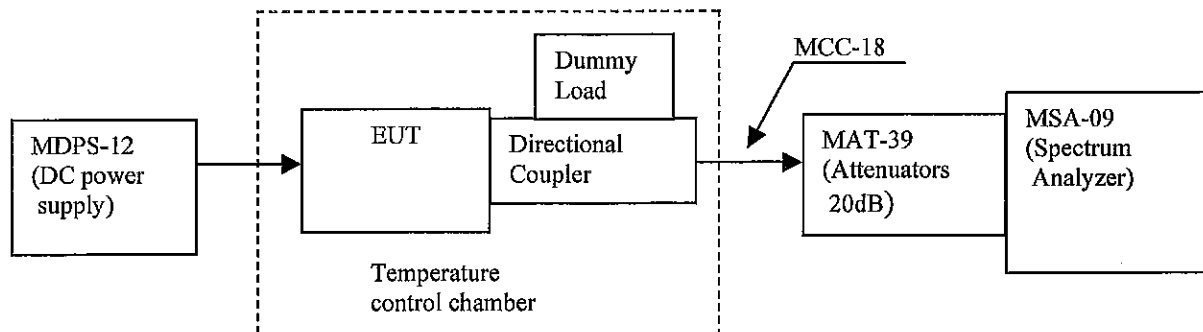 MDPS-12
(DC power
supply)
EUT
Dummy
Load
Directional
Coupler
Temperature
control chamber
MCC-18
MAT-39
(Attenuators
20dB)
MSA-09
(Spectrum
Analyzer)